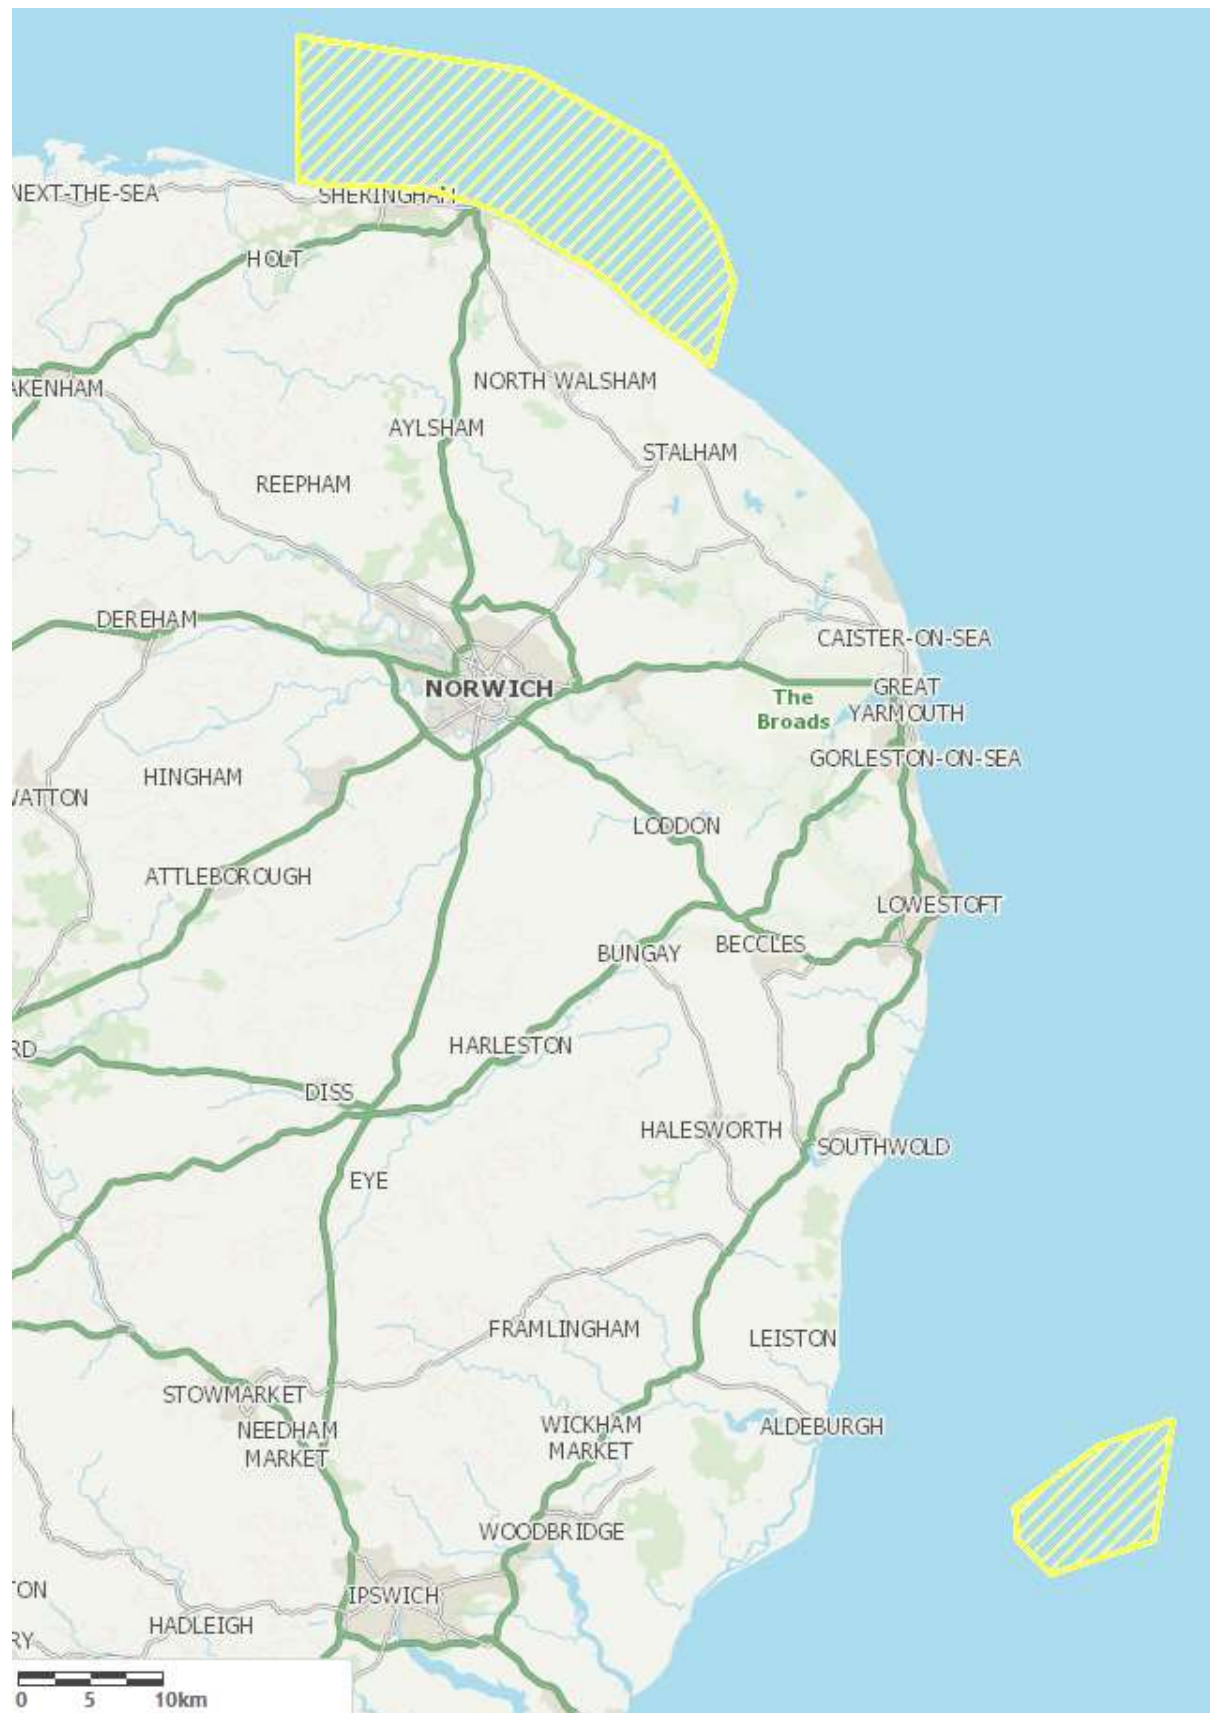 NEXT-THE-SEA
SHERINGHAM
HOLT
AKENHAM
NORTH WALSHAM
AYLSHAM
STALHAM
REEPHAM
DEREHAM
CAISTER-ON-SEA
NORWICH
GREAT
YARMOUTH
The
Broads
GORLESTON-ON-SEA
HINGHAM
WATTON
LODDON
ATTLEBOROUGH
LOWESTOFT
BUNGAY
BECCLES
HARLESTON
RD
DISS
HALESWORTH
SOUTHWOLD
EYE
FRAMLINGHAM
LEISTON
STOWMARKET
NEEDHAM
MARKET
WICKHAM
MARKET
ALDEBURGH
WOODBRIDGE
TON
IPSWICH
HADLEIGH
RY
0 5 10km